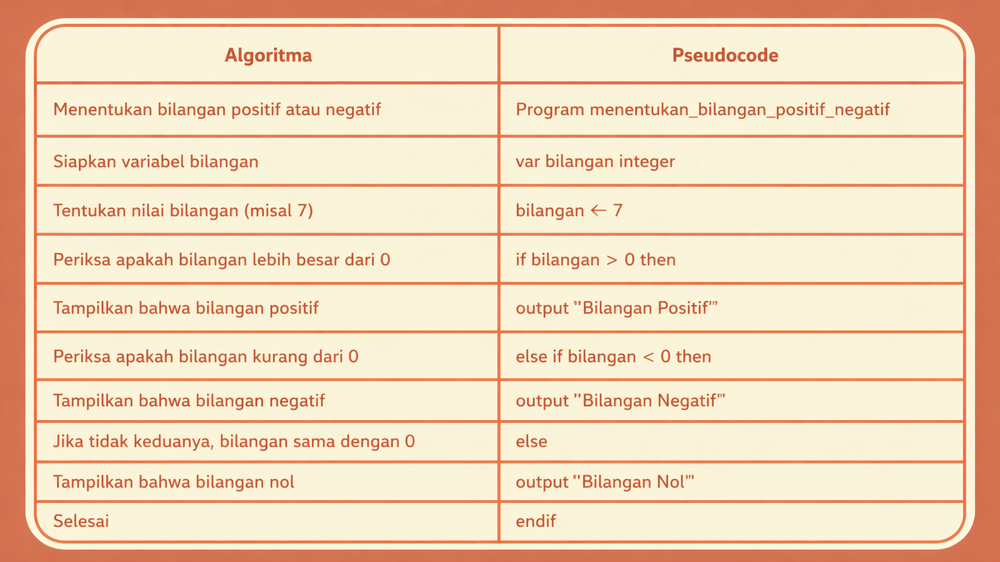 Algoritma
Pseudocode
Menentukan bilangan positif atau negatif
Program menentukan_bilangan_positif_negatif
Siapkan variabel bilangan
var bilangan integer
Tentukan nilai bilangan (misal 7)
bilangan ← 7
Periksa apakah bilangan lebih besar dari 0
if bilangan > 0 then
Tampilkan bahwa bilangan positif
output "Bilangan Positif'"
Periksa apakah bilangan kurang dari 0
else if bilangan < 0 then
Tampilkan bahwa bilangan negatif
output "Bilangan Negatif'"
Jika tidak keduanya, bilangan sama dengan 0
else
Tampilkan bahwa bilangan nol
output "Bilangan Nol'"
Selesai
endif